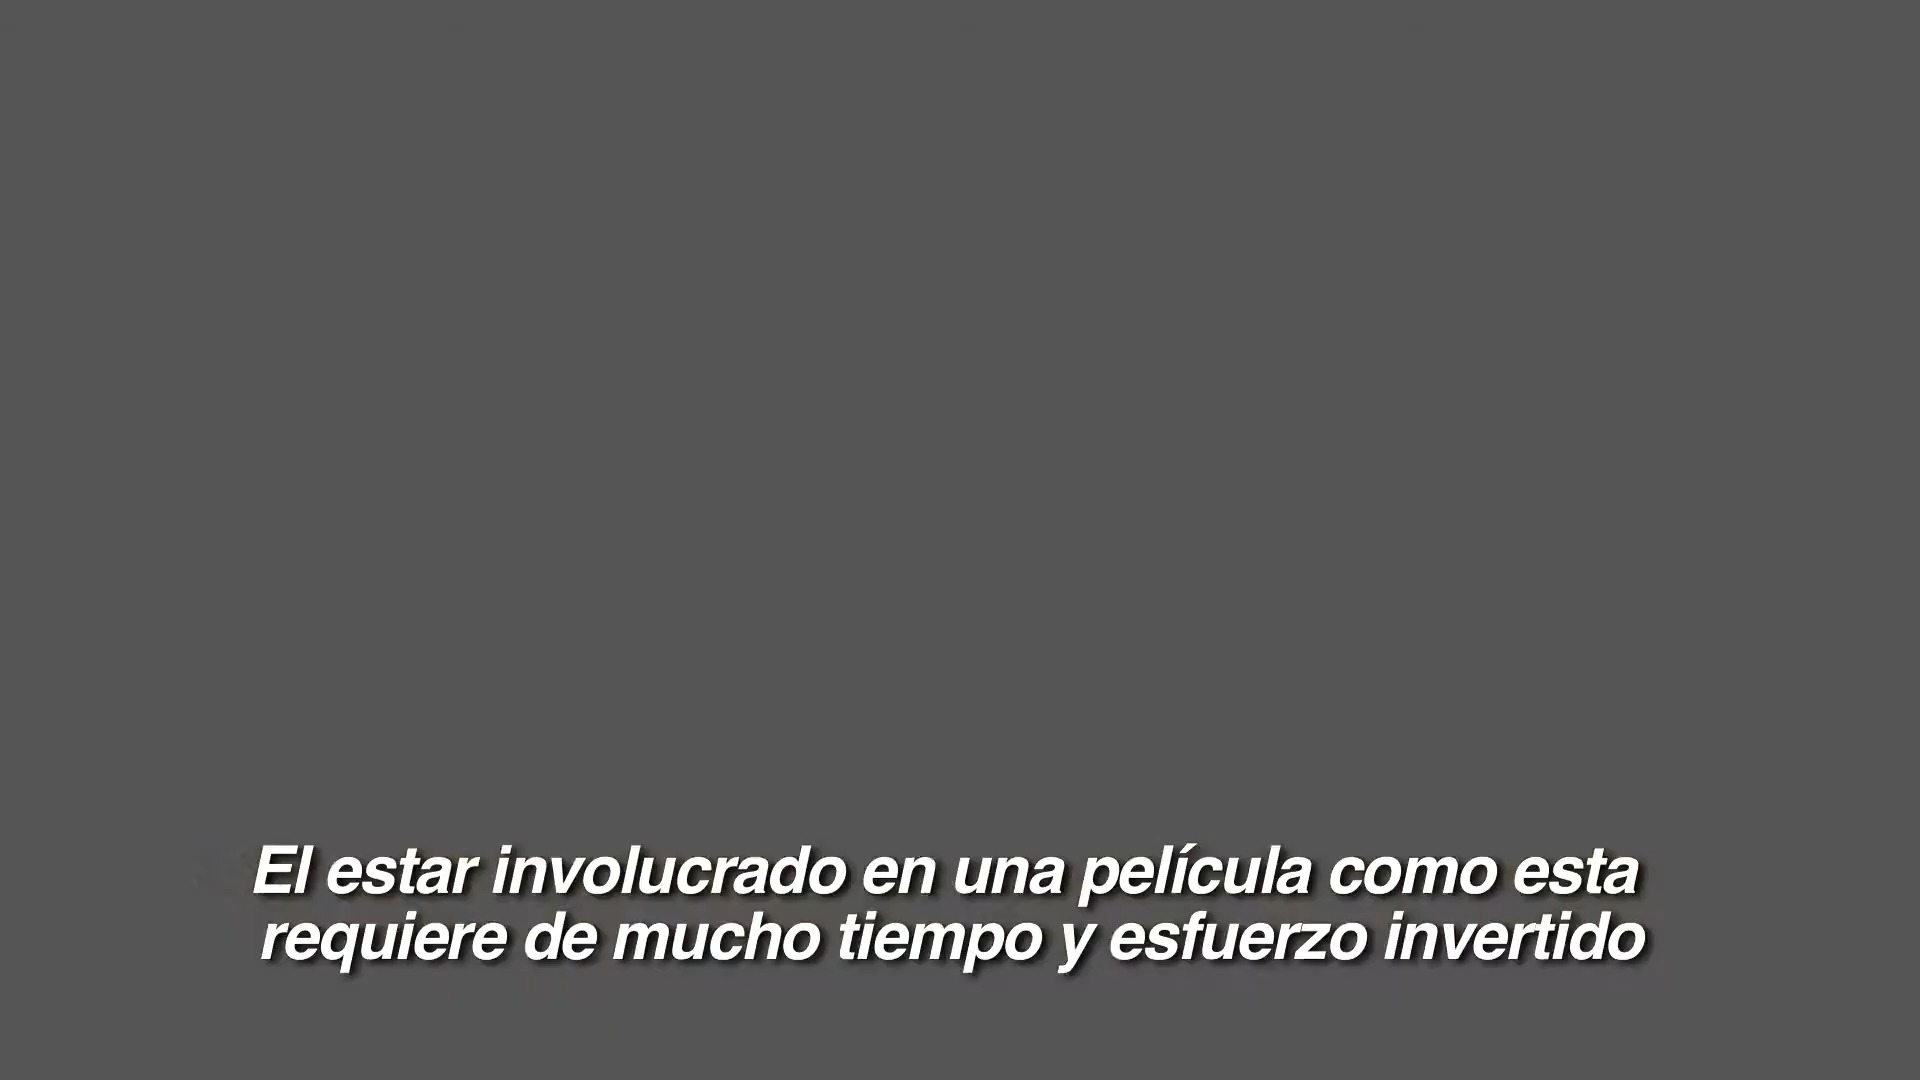 El estar involucrado en una película como esta
requiere de mucho tiempo y esfuerzo invertido